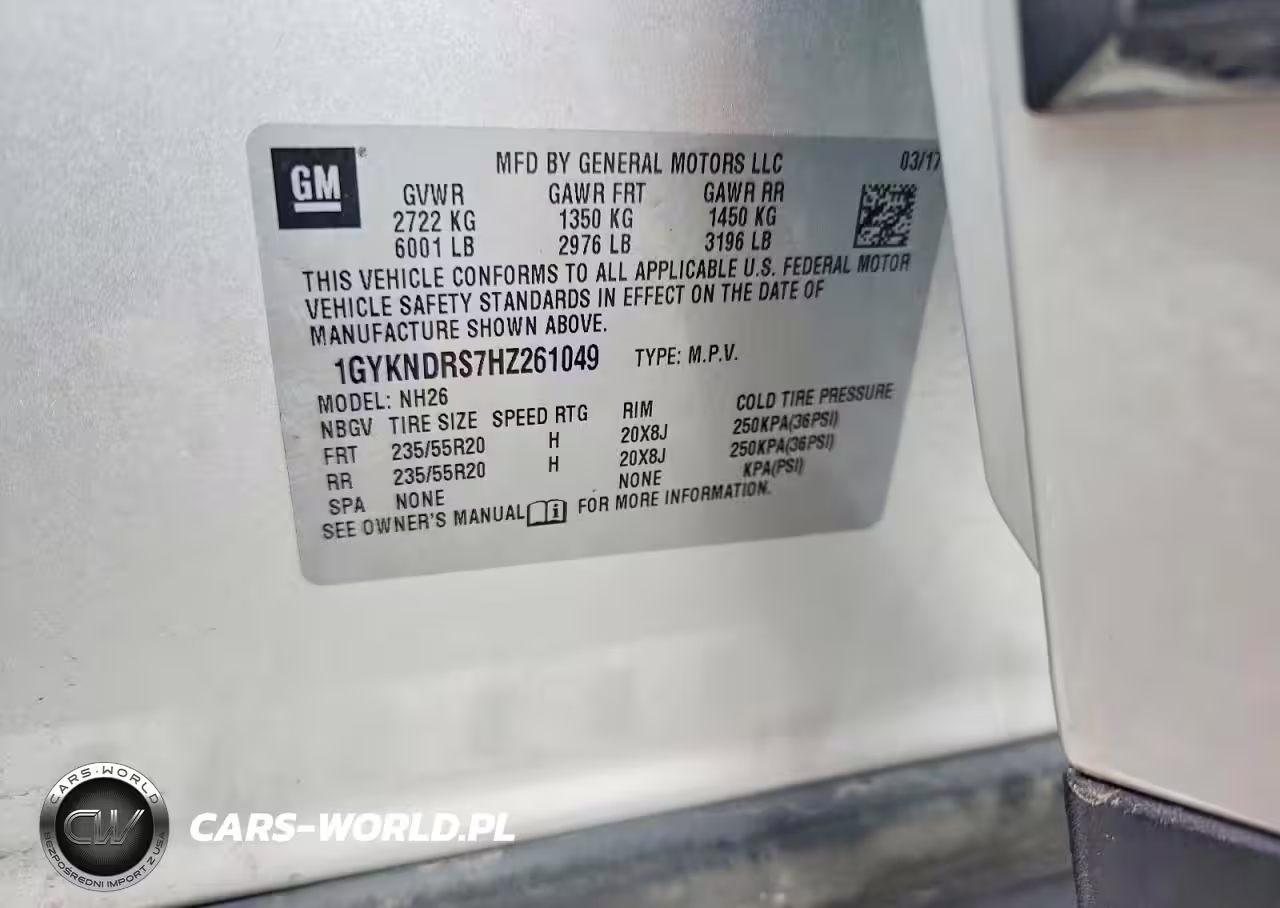 GM
MFD BY GENERAL MOTORS LLC 03/17
GVWR GAWR FRT GAWR RR
2722 KG 1350 KG 1450 KG
6001 LB 2976 LB 3196 LB
THIS VEHICLE CONFORMS TO ALL APPLICABLE U.S. FEDERAL MOTOR
VEHICLE SAFETY STANDARDS IN EFFECT ON THE DATE OF
MANUFACTURE SHOWN ABOVE.
1GYKNDRS7HZ261049 TYPE: M.P.V.
MODEL: NH26
NBGV TIRE SIZE SPEED RTG RIM COLD TIRE PRESSURE
FRT 235/55R20 H 20X8J 250KPA(36PSI)
RR 235/55R20 H 20X8J 250KPA(36PSI)
SPA NONE NONE KPA(PSI)
SEE OWNER'S MANUAL i FOR MORE INFORMATION.
CARS-WORLD
CW
BEZPOŚREDNI IMPORT Z USA
CARS-WORLD.PL